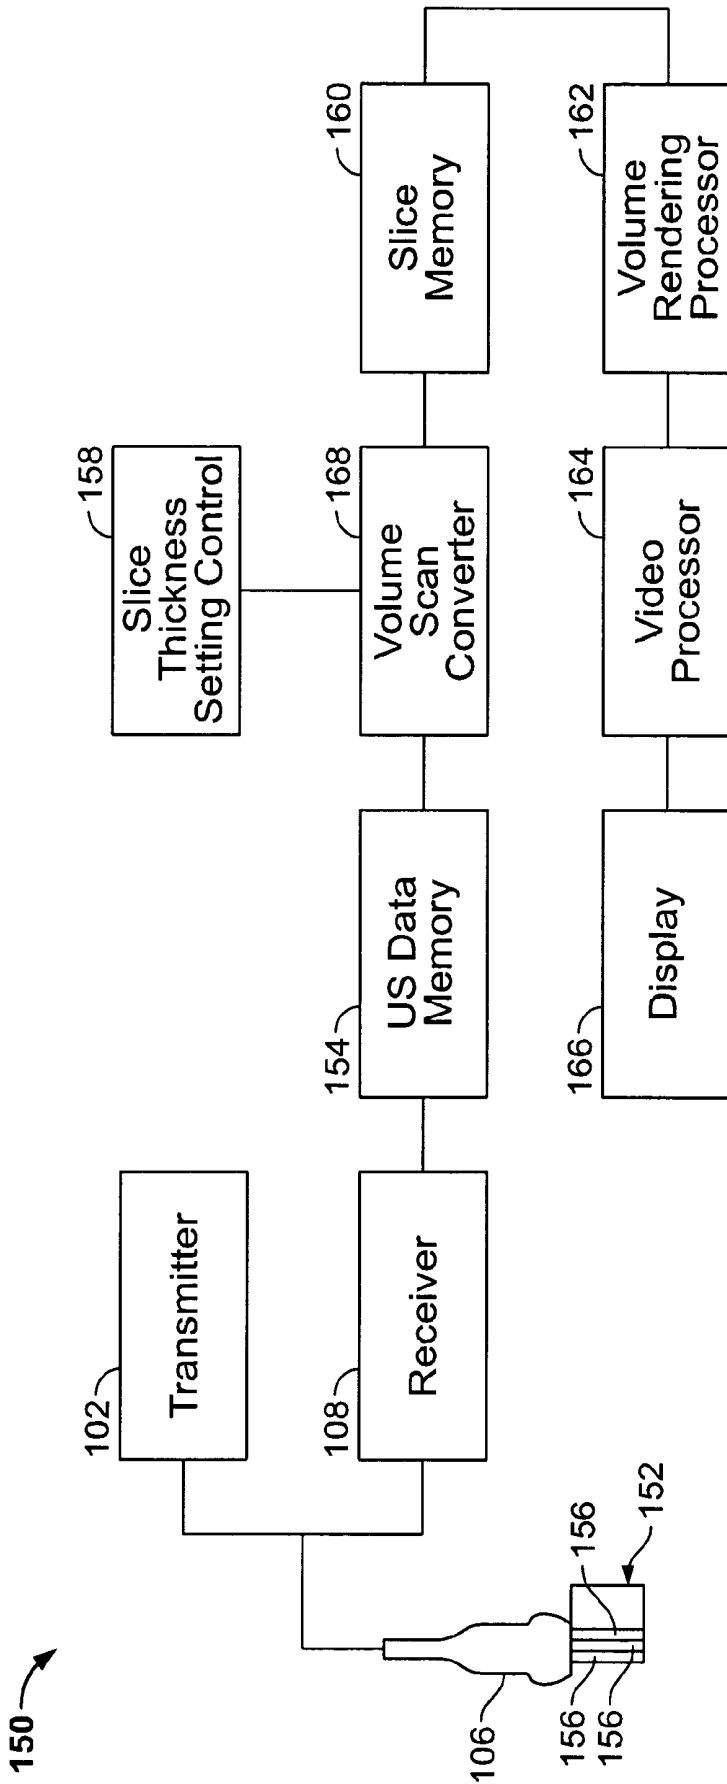 150
102
Transmitter
158
Slice
Thickness
Setting Control
108
Receiver
154
US Data
Memory
168
Volume
Scan
Converter
160
Slice
Memory
106
156
156
156
152
166
Display
164
Video
Processor
162
Volume
Rendering
Processor